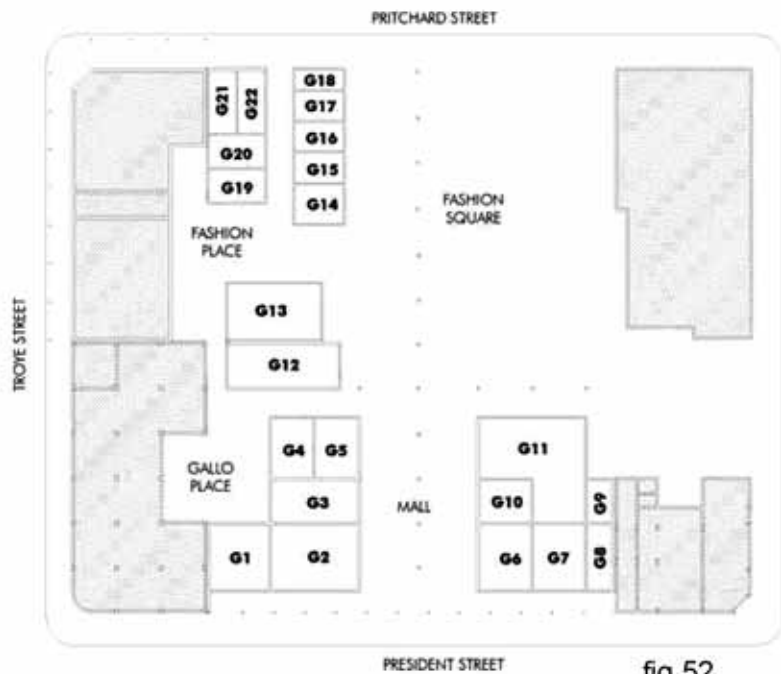 PRITCHARD STREET
G21
G22
G18
G17
G16
G15
G14
G20
G19
FASHION
PLACE
FASHION
SQUARE
TROYE STREET
G13
G12
G4
G5
G11
GALLO
PLACE
G3
MALL
G10
G9
G1
G2
G6
G7
G8
PRESIDENT STREET
fig 52